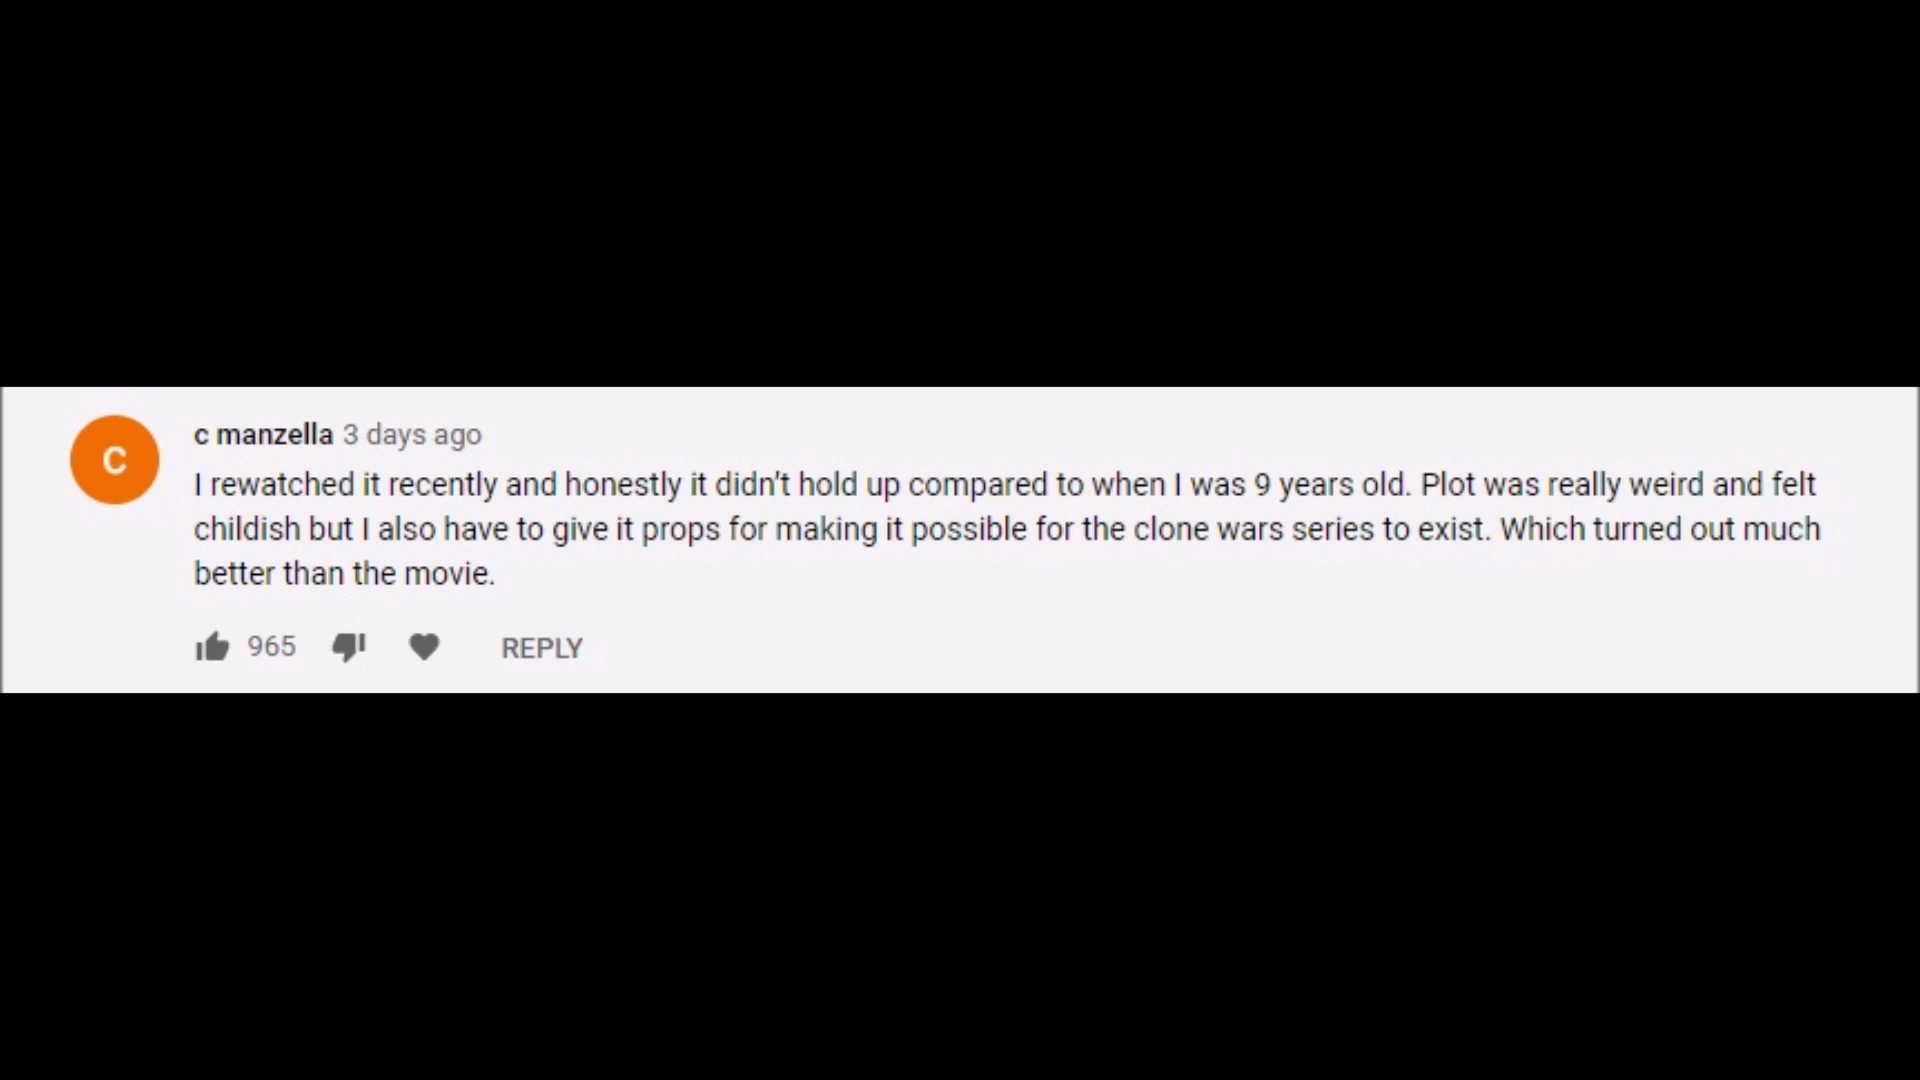 C
c manzella 3 days ago
I rewatched it recently and honestly it didn't hold up compared to when I was 9 years old. Plot was really weird and felt
childish but I also have to give it props for making it possible for the clone wars series to exist. Which turned out much
better than the movie.
965 REPLY